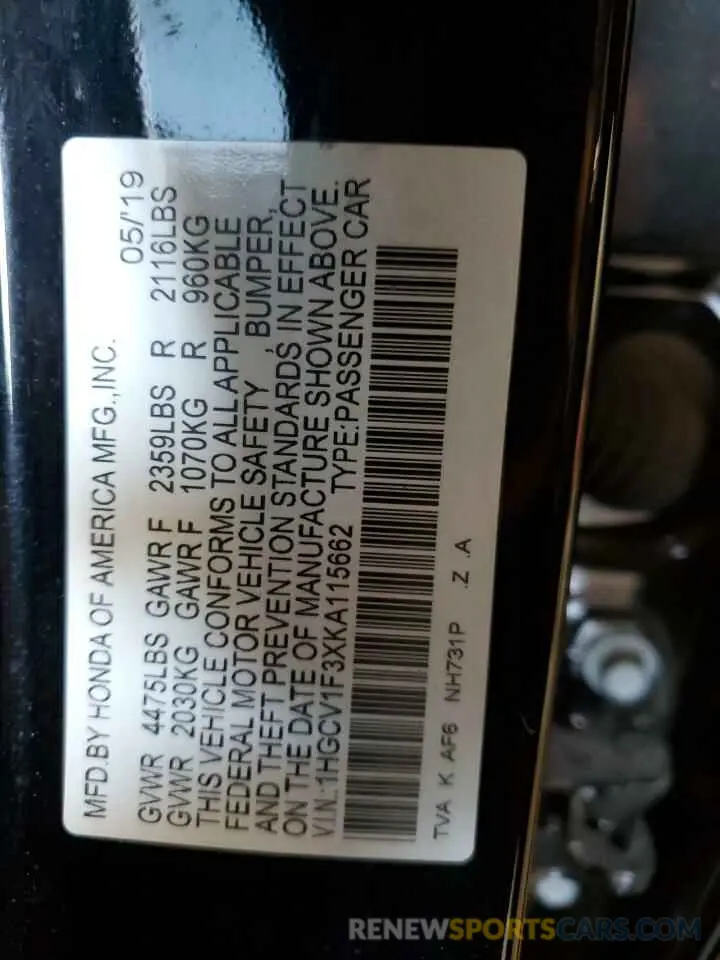 MFD.BY HONDA OF AMERICA MFG.,INC. 05/'19
GVWR 4475LBS GAWR F 2359LBS R 2116LBS
GVWR 2030KG GAWR F 1070KG R 960KG
THIS VEHICLE CONFORMS TO ALL APPLICABLE
FEDERAL MOTOR VEHICLE SAFETY , BUMPER,
AND THEFT PREVENTION STANDARDS IN EFFECT
ON THE DATE OF MANUFACTURE SHOWN ABOVE.
V.I.N.:1HGCV1F3XKA115662 TYPE:PASSENGER CAR
TVA K AF6 NH731P .Z .A
RENEWSPORTSCARS.COM